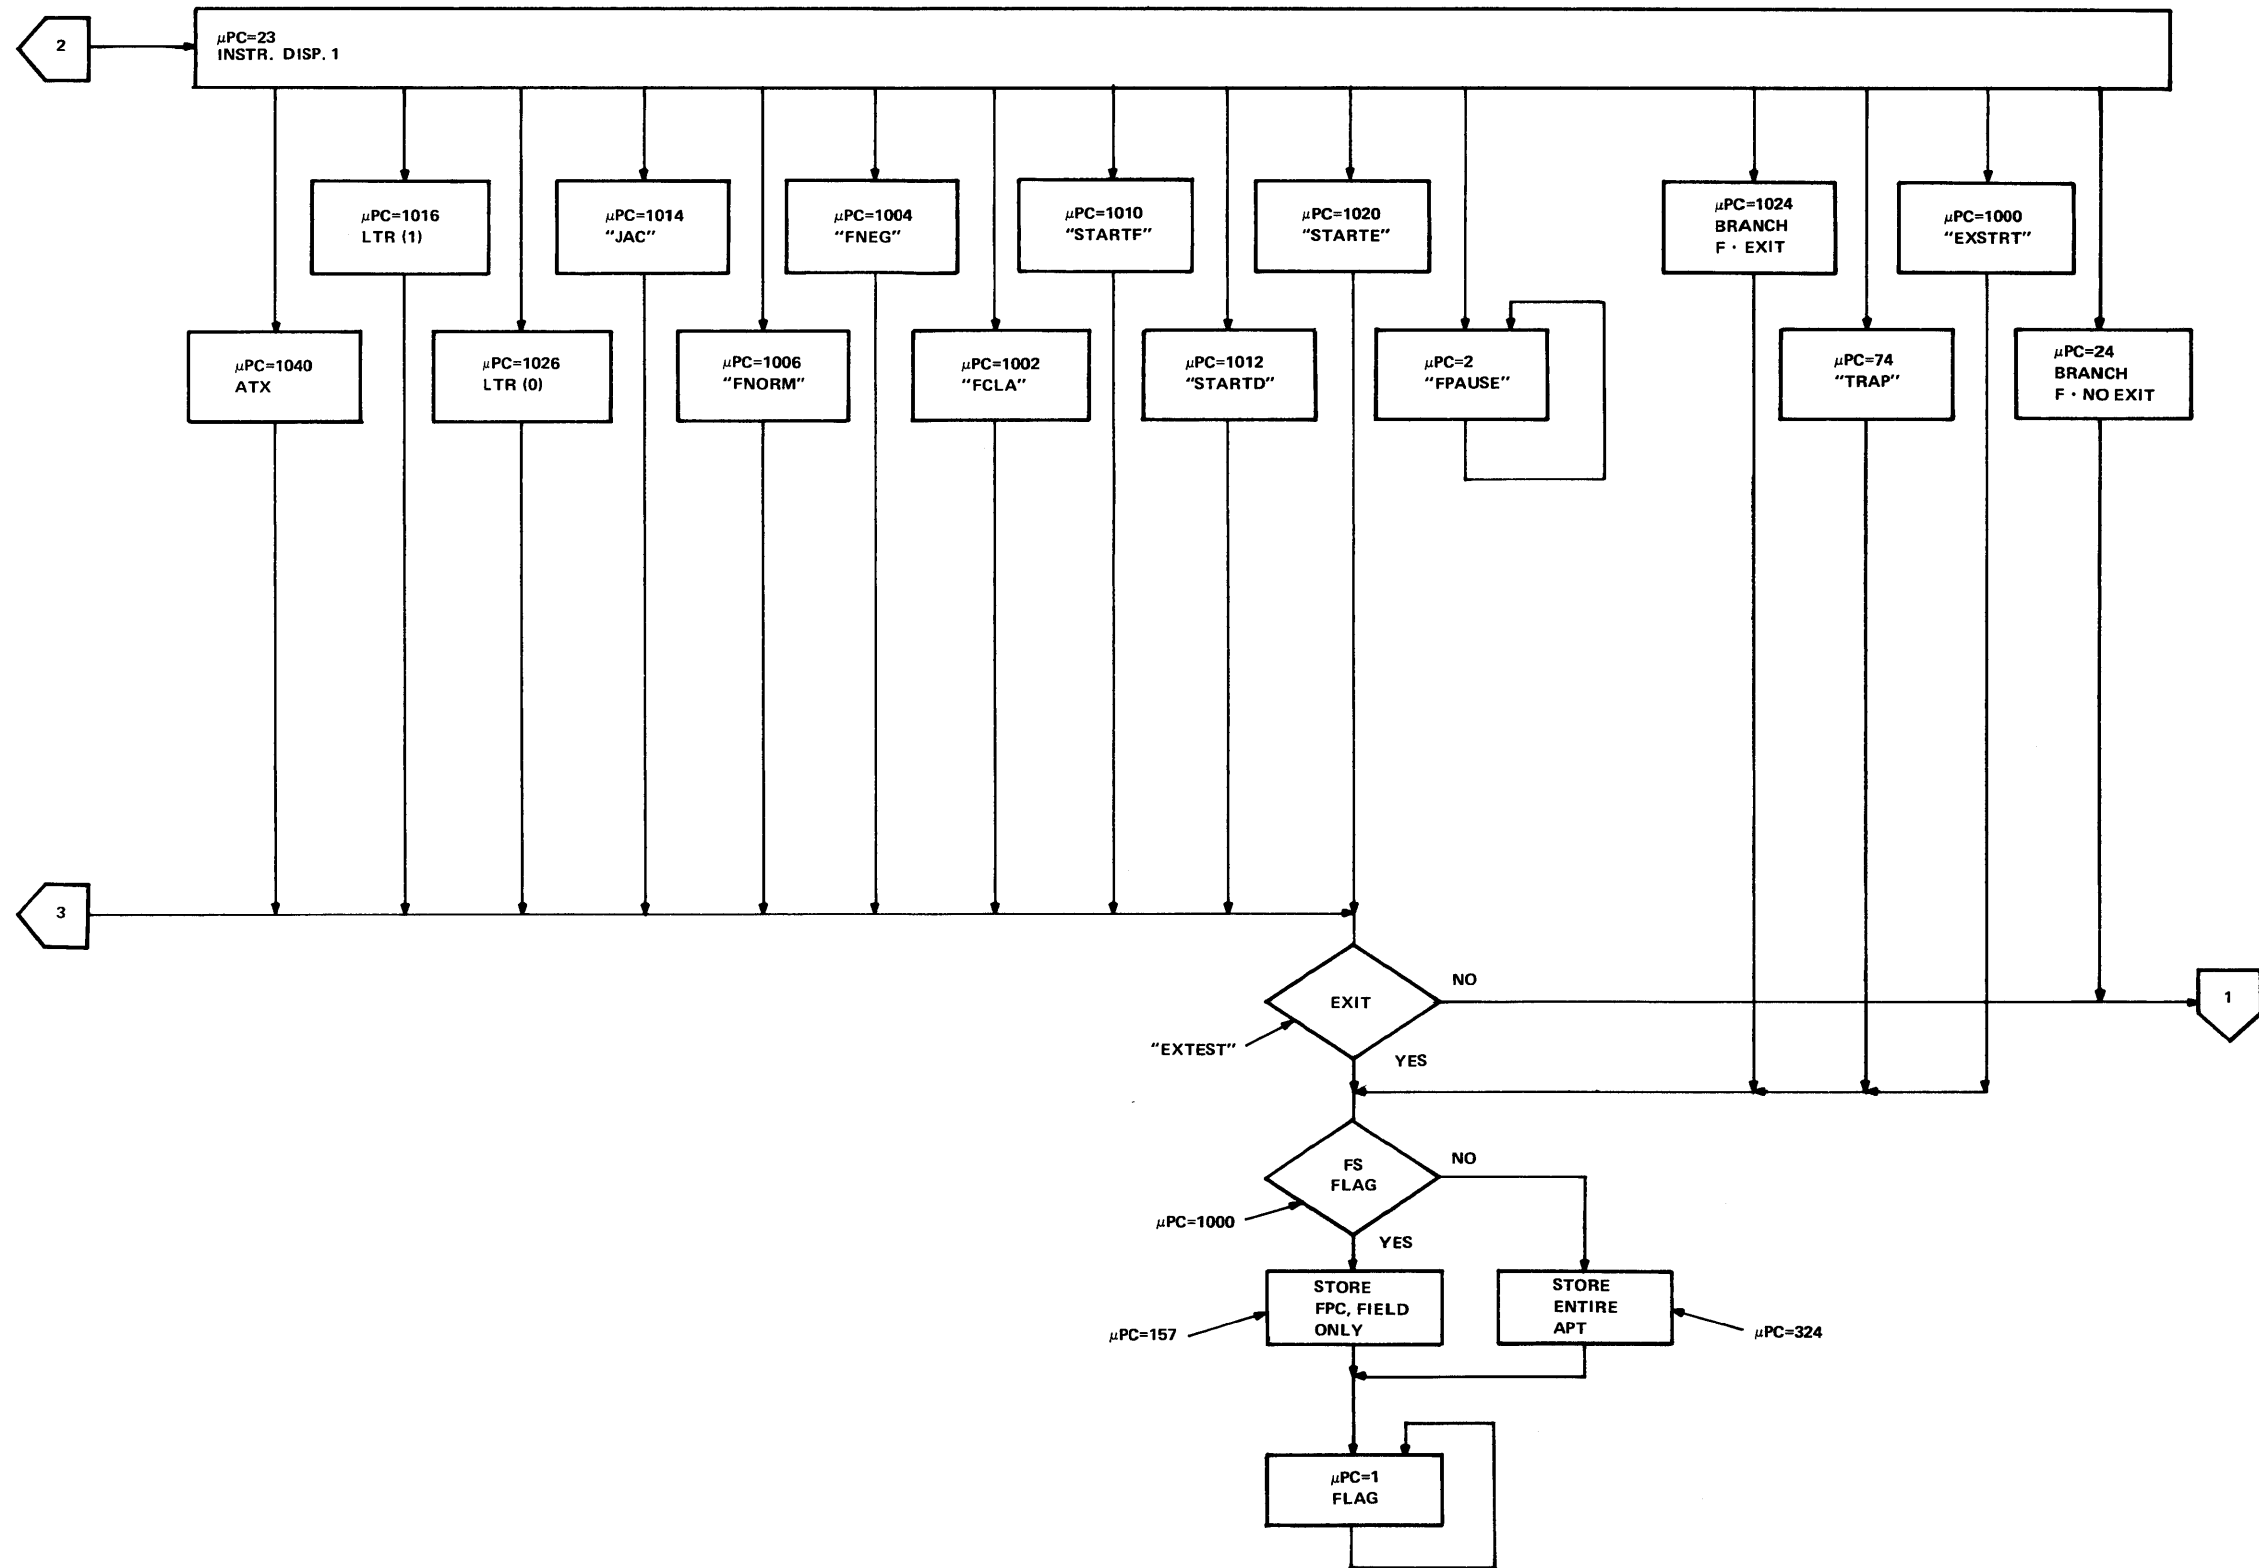 2
μPC=23
INSTR. DISP. 1
μPC=1016
LTR (1)
μPC=1014
"JAC"
μPC=1004
"FNEG"
μPC=1010
"STARTF"
μPC=1020
"STARTE"
μPC=1024
BRANCH
F · EXIT
μPC=1000
"EXSTRT"
μPC=1040
ATX
μPC=1026
LTR (0)
μPC=1006
"FNORM"
μPC=1002
"FCLA"
μPC=1012
"STARTD"
μPC=2
"FPAUSE"
μPC=74
"TRAP"
μPC=24
BRANCH
F · NO EXIT
3
EXIT
NO
1
"EXTEST"
YES
FS
FLAG
NO
μPC=1000
YES
STORE
FPC, FIELD
ONLY
STORE
ENTIRE
APT
μPC=157
μPC=324
μPC=1
FLAG